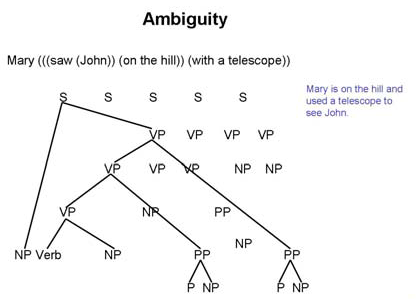 Ambiguity
Mary (((saw (John)) (on the hill)) (with a telescope))
Mary is on the hill and
used a telescope to
see John.
S S S S S
VP VP VP VP
VP VP VP NP NP
VP NP PP
NP
NP Verb NP PP PP
P NP P NP